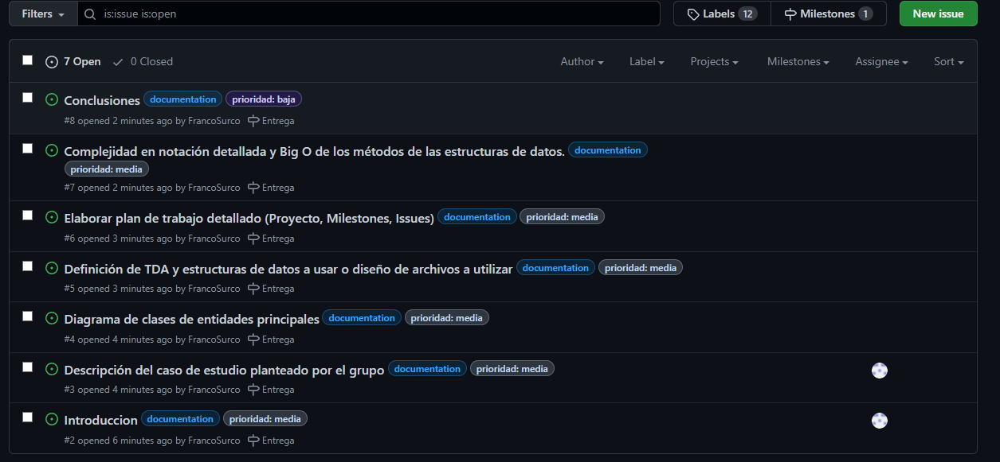 Filters is:issue is:open Labels 12 Milestones 1 New issue
7 Open 0 Closed Author Label Projects Milestones Assignee Sort
Conclusiones documentation prioridad: baja
#8 opened 2 minutes ago by FrancoSurco Entrega
Complejidad en notación detallada y Big O de los métodos de las estructuras de datos. documentation
prioridad: media
#7 opened 2 minutes ago by FrancoSurco Entrega
Elaborar plan de trabajo detallado (Proyecto, Milestones, Issues) documentation prioridad: media
#6 opened 3 minutes ago by FrancoSurco Entrega
Definición de TDA y estructuras de datos a usar o diseño de archivos a utilizar documentation prioridad: media
#5 opened 3 minutes ago by FrancoSurco Entrega
Diagrama de clases de entidades principales documentation prioridad: media
#4 opened 4 minutes ago by FrancoSurco Entrega
Descripción del caso de estudio planteado por el grupo documentation prioridad: media
#3 opened 4 minutes ago by FrancoSurco Entrega
Introduccion documentation prioridad: media
#2 opened 6 minutes ago by FrancoSurco Entrega